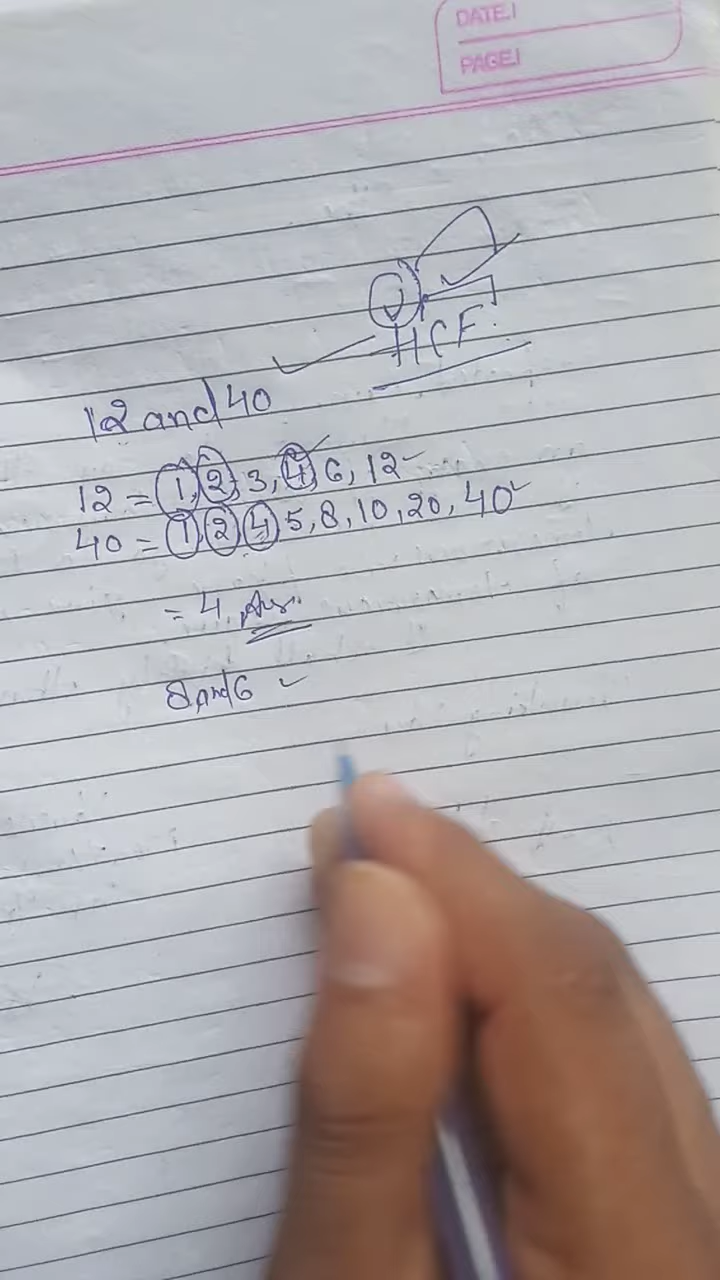 DATE.!
PAGE.!
HCF.
12 and 40
12 = 1, 2, 3, 4, 6, 12
40 = 1 2 4 5, 8, 10, 20, 40
= 4 Ans.
8 and 6